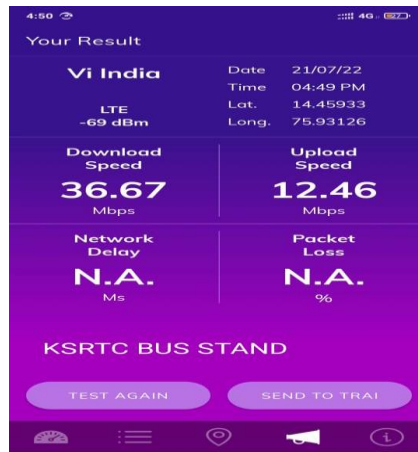 4:50 4G 27
Your Result
Vi India
LTE
-69 dBm
Date 21/07/22
Time 04:49 PM
Lat. 14.45933
Long. 75.93126
Download
Speed
36.67
Mbps
Upload
Speed
12.46
Mbps
Network
Delay
N.A.
Ms
Packet
Loss
N.A.
%
KSRTC BUS STAND
TEST AGAIN SEND TO TRAI